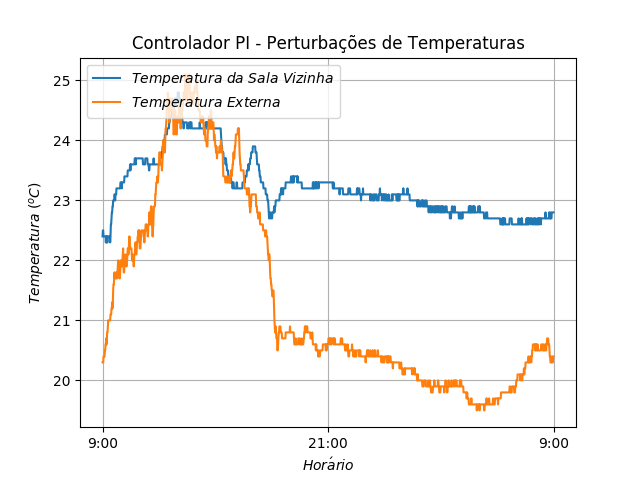 Controlador PI - Perturbações de Temperaturas
Temperatura da Sala Vizinha
Temperatura Externa
25
24
23
22
21
20
Temperatura (ºC)
9:00
21:00
9:00
Horário